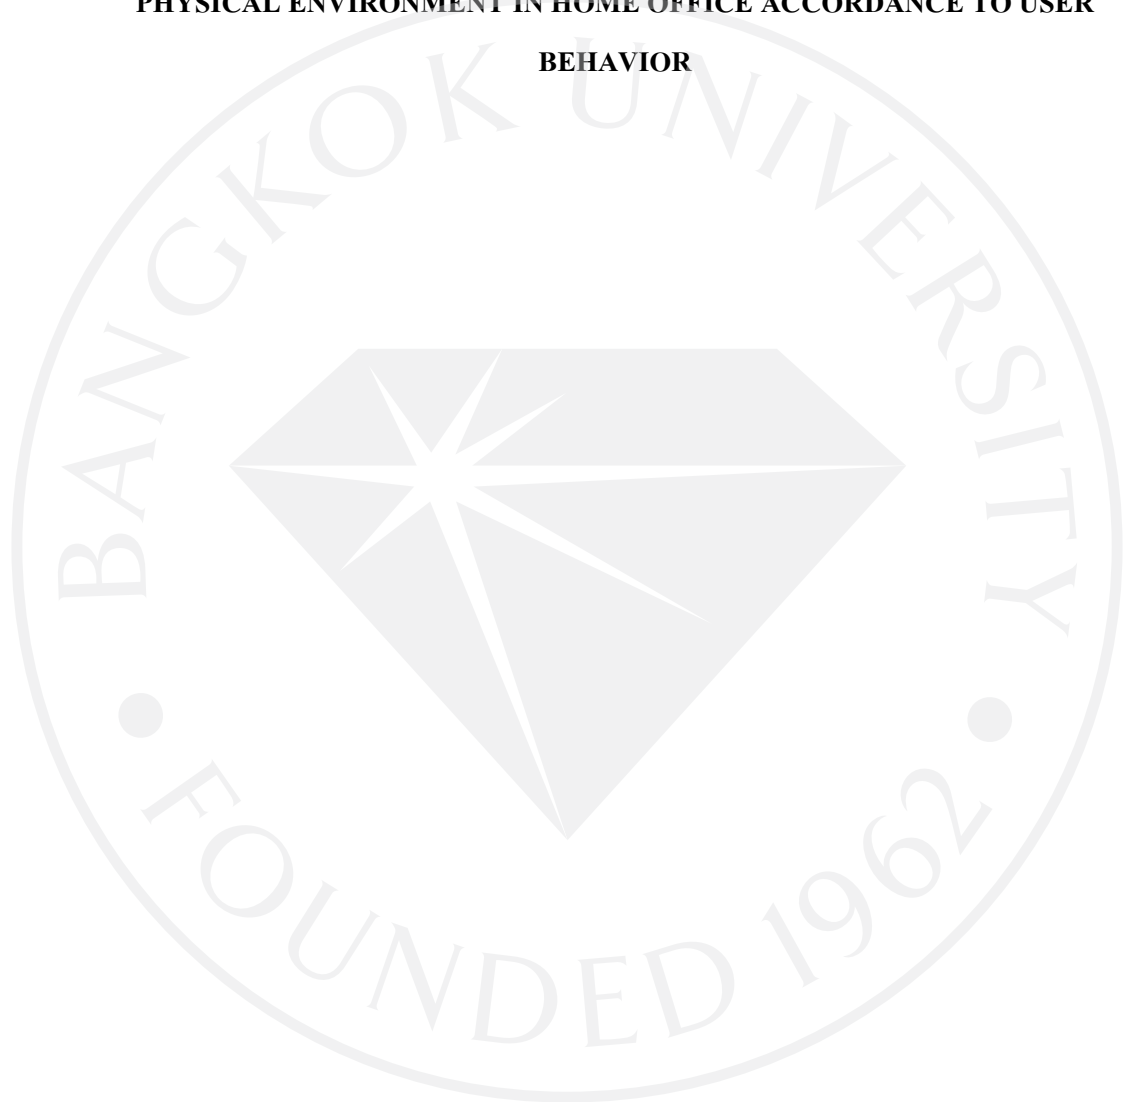 PHYSICAL ENVIRONMENT IN HOME OFFICE ACCORDANCE TO USER
BEHAVIOR
BANGKOK UNIVERSITY
FOUNDED 1962